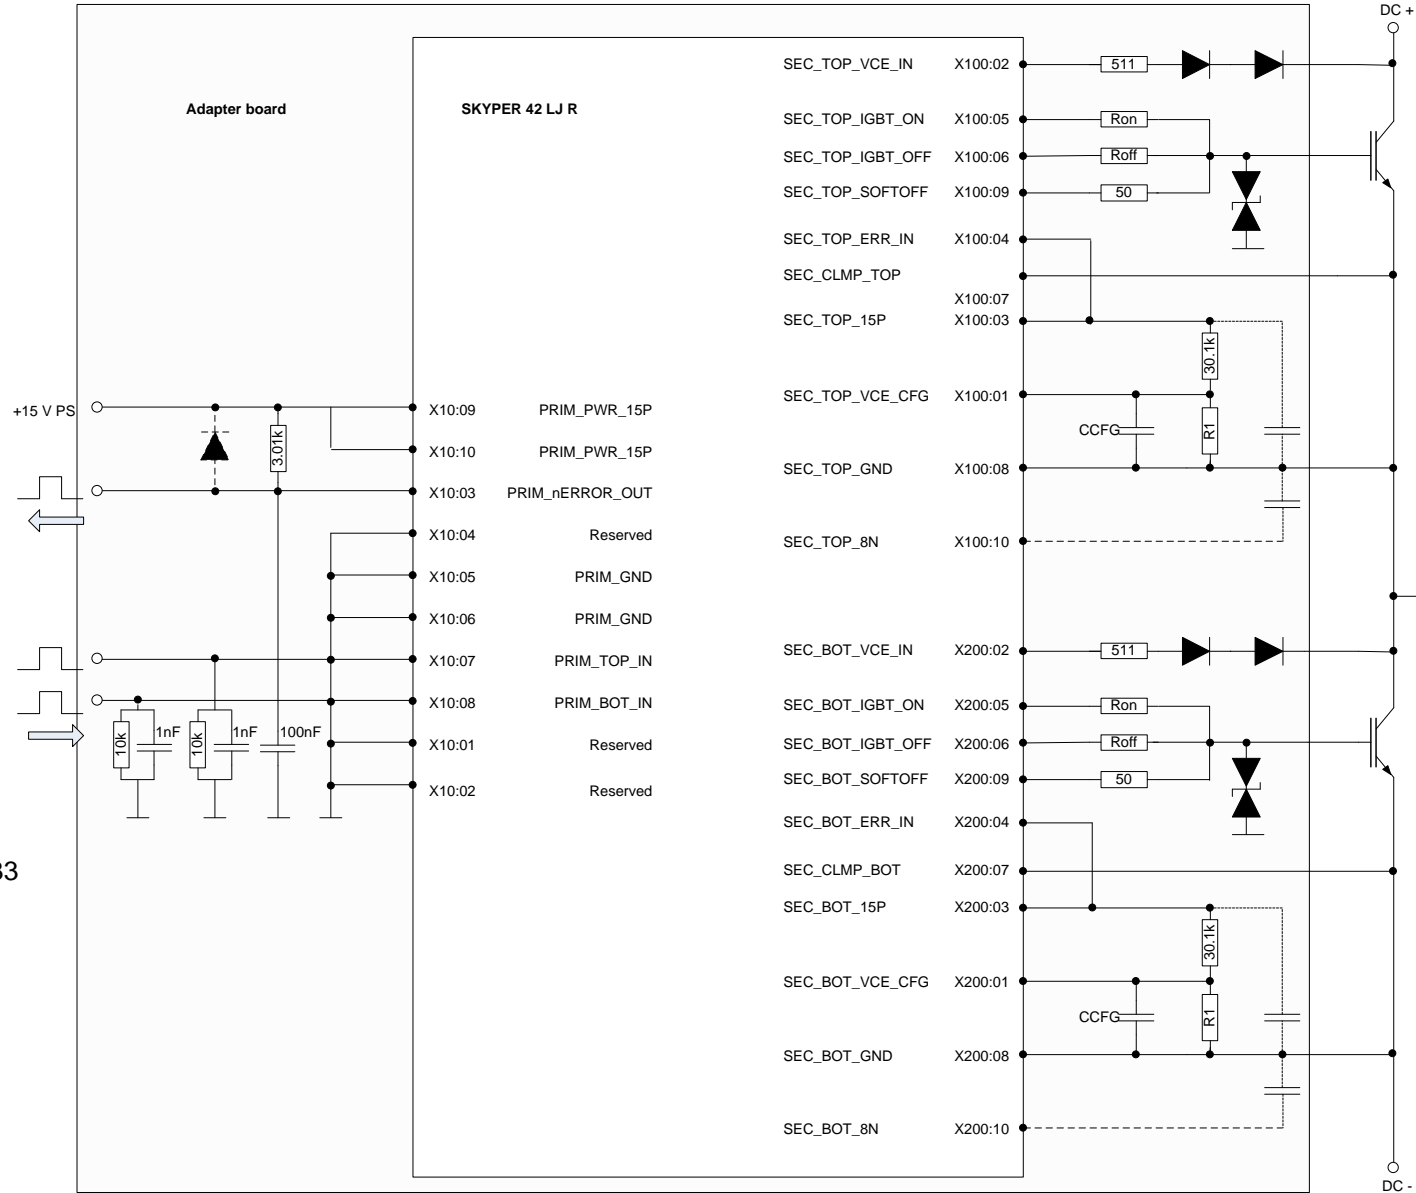 DC +
SEC_TOP_VCE_IN X100:02 511
Adapter board SKYPER 42 LJ R
SEC_TOP_IGBT_ON X100:05 Ron
SEC_TOP_IGBT_OFF X100:06 Roff
SEC_TOP_SOFTOFF X100:09 50
SEC_TOP_ERR_IN X100:04
SEC_CLMP_TOP
X100:07
SEC_TOP_15P X100:03
30.1k
SEC_TOP_VCE_CFG X100:01
+15 V PS X10:09 PRIM_PWR_15P
CCFG R1
3.01k
X10:10 PRIM_PWR_15P
SEC_TOP_GND X100:08
X10:03 PRIM_nERROR_OUT
X10:04 Reserved
SEC_TOP_8N X100:10
X10:05 PRIM_GND
X10:06 PRIM_GND
SEC_BOT_VCE_IN X200:02 511
X10:07 PRIM_TOP_IN
X10:08 PRIM_BOT_IN
SEC_BOT_IGBT_ON X200:05 Ron
10k 1nF 10k 1nF 100nF
X10:01 Reserved
SEC_BOT_IGBT_OFF X200:06 Roff
SEC_BOT_SOFTOFF X200:09 50
X10:02 Reserved
SEC_BOT_ERR_IN X200:04
33
SEC_CLMP_BOT X200:07
SEC_BOT_15P X200:03
30.1k
SEC_BOT_VCE_CFG X200:01
CCFG R1
SEC_BOT_GND X200:08
SEC_BOT_8N X200:10
DC -